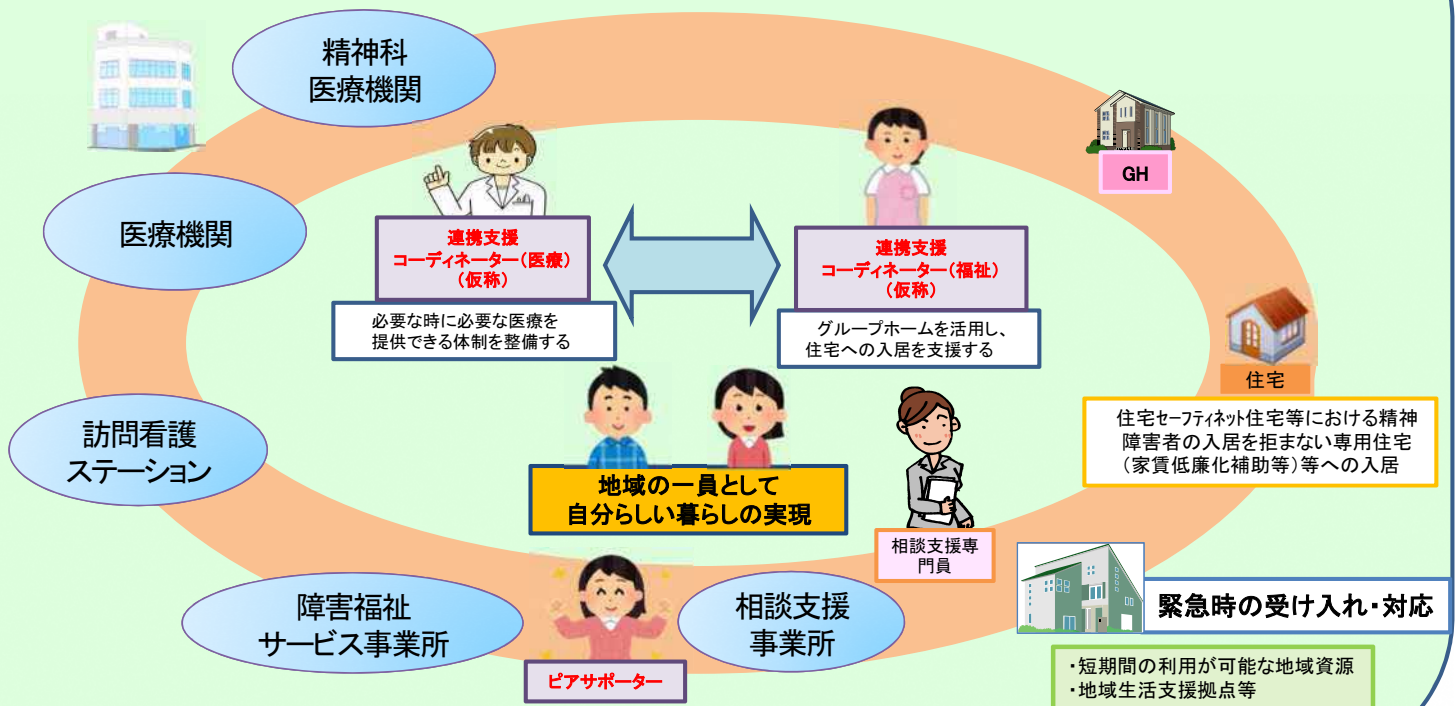 精神科
医療機関
医療機関
訪問看護
ステーション
障害福祉
サービス事業所
相談支援
事業所
連携支援
コーディネーター(医療)
(仮称)
必要な時に必要な医療を
提供できる体制を整備する
連携支援
コーディネーター(福祉)
(仮称)
グループホームを活用し、
住宅への入居を支援する
地域の一員として
自分らしい暮らしの実現
ピアサポーター
相談支援専
門員
GH
住宅
住宅セーフティネット住宅等における精神
障害者の入居を拒まない専用住宅
(家賃低廉化補助等)等への入居
緊急時の受け入れ・対応
・短期間の利用が可能な地域資源
・地域生活支援拠点等